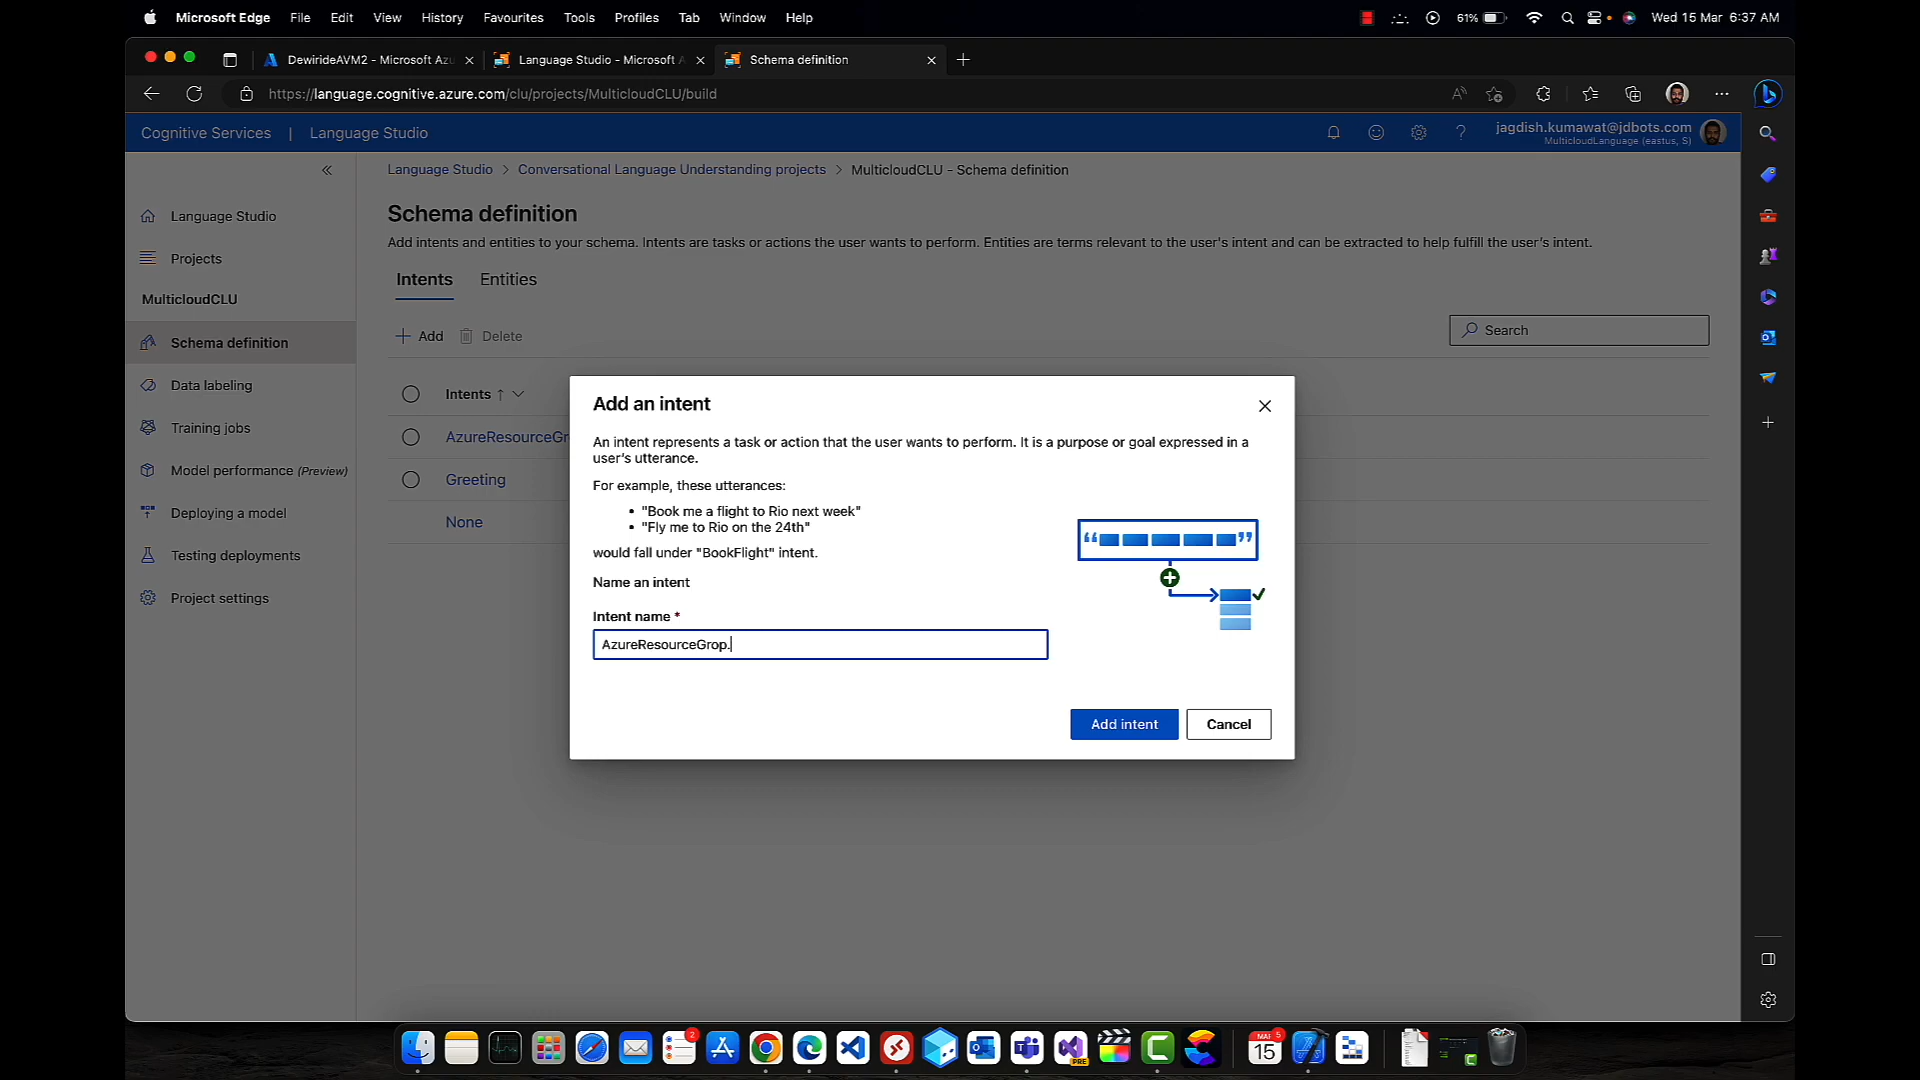 Microsoft Edge File Edit View History Favourites Tools Profiles Tab Window Help
61% Wed 15 Mar 6:37 AM
DewirideAVM2 - Microsoft Azu
Language Studio - Microsoft A
Schema definition
https://language.cognitive.azure.com/clu/projects/MulticloudCLU/build
Cognitive Services | Language Studio
jagdish.kumawat@jdbots.com
MulticloudLanguage (eastus, S)
Language Studio > Conversational Language Understanding projects > MulticloudCLU - Schema definition
Language Studio
Projects
MulticloudCLU
Schema definition
Data labeling
Training jobs
Model performance (Preview)
Deploying a model
Testing deployments
Project settings
Schema definition
Add intents and entities to your schema. Intents are tasks or actions the user wants to perform. Entities are terms relevant to the user's intent and can be extracted to help fulfill the user's intent.
Intents Entities
Add Delete
Search
Intents
AzureResourceGr
Greeting
None
Add an intent
An intent represents a task or action that the user wants to perform. It is a purpose or goal expressed in a
user's utterance.
For example, these utterances:
• "Book me a flight to Rio next week"
• "Fly me to Rio on the 24th"
would fall under "BookFlight" intent.
Name an intent
Intent name *
AzureResourceGrop.
Add intent Cancel
2
PRE
5
15